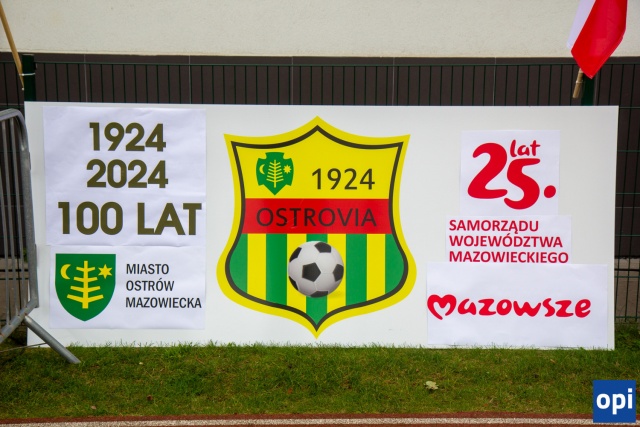 1924
2024
100 LAT
MIASTO
OSTRÓW
MAZOWIECKA
1924
OSTROVIA
25 lat.
SAMORZĄDU
WOJEWÓDZTWA
MAZOWIECKIEGO
mazowsze
opi